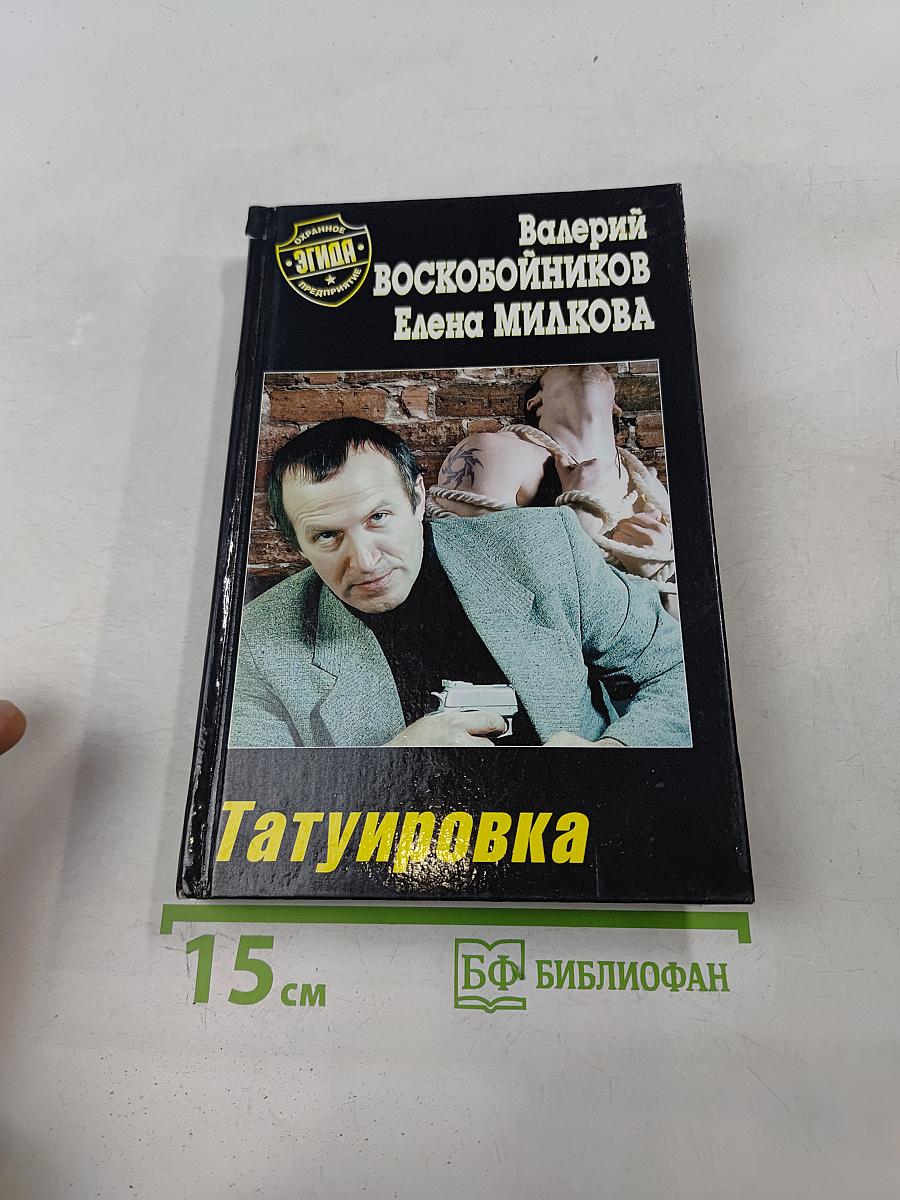 ОХРАННОЕ
ЭГИДА
ПРЕДПРИЯТИЕ
Валерий
ВОСКОБОЙНИКОВ
Елена МИЛКОВА
Татуировка
15 см
БФ БИБЛИОФАН